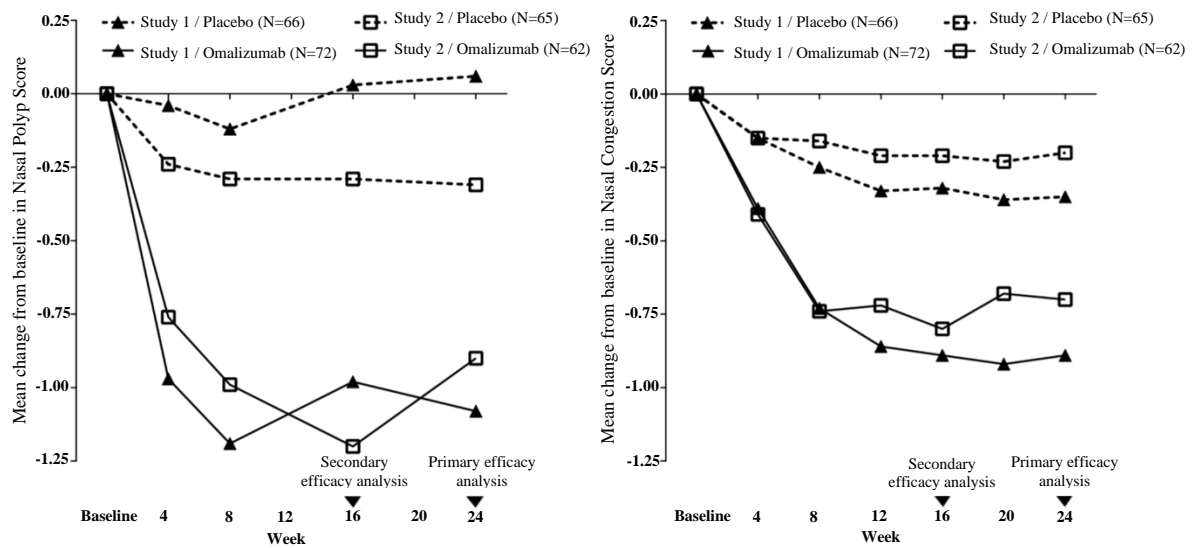 Study 1 / Placebo (N=66)
Study 2 / Placebo (N=65)
Study 1 / Omalizumab (N=72)
Study 2 / Omalizumab (N=62)
Mean change from baseline in Nasal Polyp Score
0.00
-0.25
-0.50
-0.75
-1.00
-1.25
Secondary
efficacy analysis
Primary efficacy
analysis
Baseline 4 8 12 16 20 24
Week
Study 1 / Placebo (N=66)
Study 2 / Placebo (N=65)
Study 1 / Omalizumab (N=72)
Study 2 / Omalizumab (N=62)
Mean change from baseline in Nasal Congestion Score
0.00
-0.25
-0.50
-0.75
-1.00
-1.25
Secondary
efficacy analysis
Primary efficacy
analysis
Baseline 4 8 12 16 20 24
Week